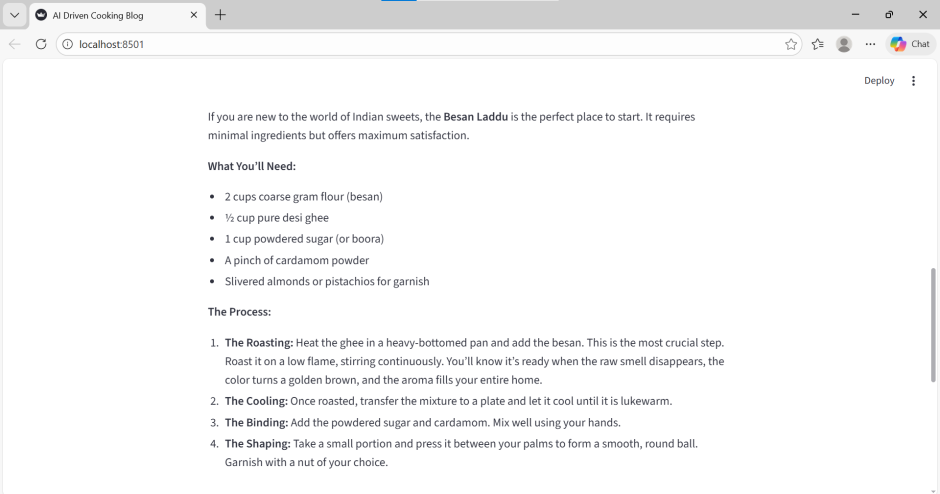 AI Driven Cooking Blog
localhost:8501
Chat
Deploy
If you are new to the world of Indian sweets, the Besan Laddu is the perfect place to start. It requires
minimal ingredients but offers maximum satisfaction.
What You’ll Need:
• 2 cups coarse gram flour (besan)
• ½ cup pure desi ghee
• 1 cup powdered sugar (or boora)
• A pinch of cardamom powder
• Slivered almonds or pistachios for garnish
The Process:
1. The Roasting: Heat the ghee in a heavy-bottomed pan and add the besan. This is the most crucial step.
Roast it on a low flame, stirring continuously. You’ll know it’s ready when the raw smell disappears, the
color turns a golden brown, and the aroma fills your entire home.
2. The Cooling: Once roasted, transfer the mixture to a plate and let it cool until it is lukewarm.
3. The Binding: Add the powdered sugar and cardamom. Mix well using your hands.
4. The Shaping: Take a small portion and press it between your palms to form a smooth, round ball.
Garnish with a nut of your choice.